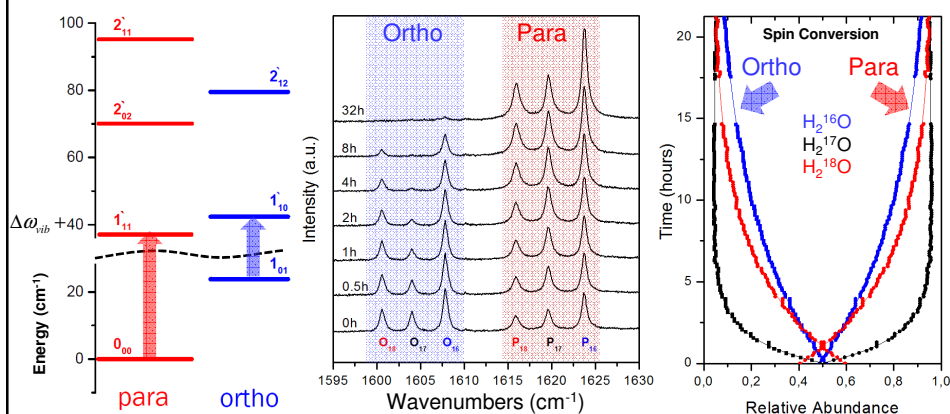 100
80
60
40
20
0
Δω_vib +
Energy (cm⁻¹)
2`₁₁
2`₀₂
1`₁₁
0₀₀
2`₁₂
1`₁₀
1₀₁
para
ortho
Ortho
Para
Intensity (a.u.)
32h
8h
4h
2h
1h
0.5h
0h
O₁₈ O₁₇ O₁₆ P₁₈ P₁₇ P₁₆
1595 1600 1605 1610 1615 1620 1625 1630
Wavenumbers (cm⁻¹)
Spin Conversion
Ortho
Para
H₂¹⁶O
H₂¹⁷O
H₂¹⁸O
Time (hours)
20
15
10
5
0
0,0 0,2 0,4 0,6 0,8 1,0
Relative Abundance